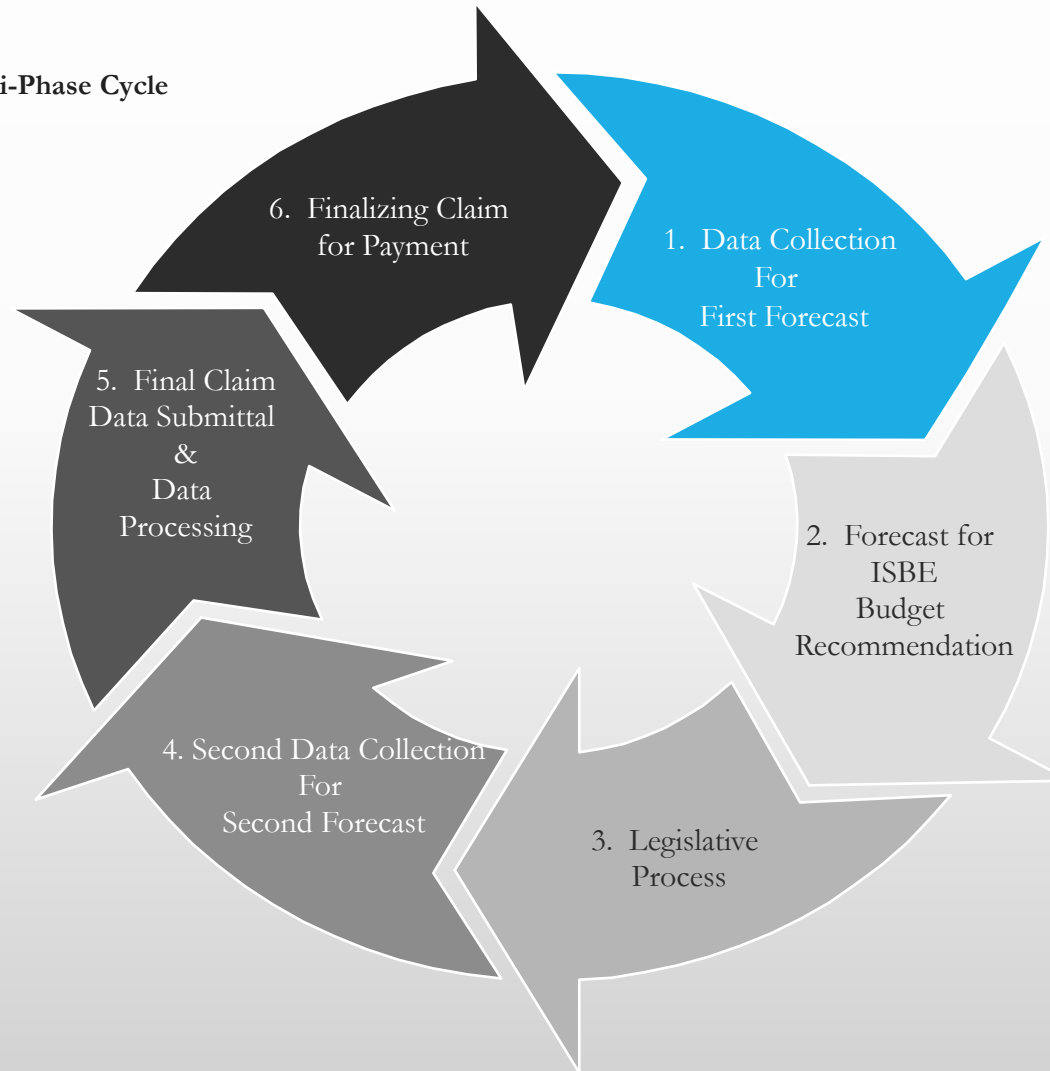 i-Phase Cycle
6. Finalizing Claim
for Payment
1. Data Collection
For
First Forecast
2. Forecast for
ISBE
Budget
Recommendation
3. Legislative
Process
4. Second Data Collection
For
Second Forecast
5. Final Claim
Data Submittal
&
Data
Processing